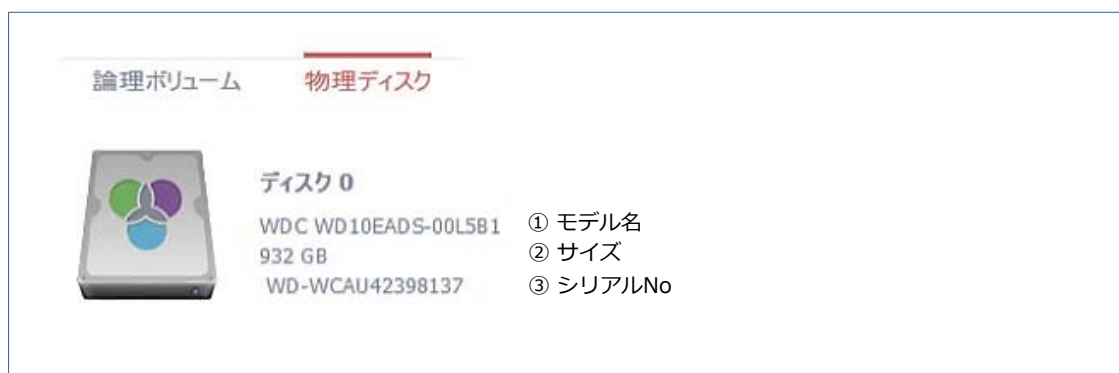 論理ボリューム 物理ディスク
ディスク 0
WDC WD10EADS-00L5B1 ① モデル名
932 GB ② サイズ
WD-WCAU42398137 ③ シリアルNo